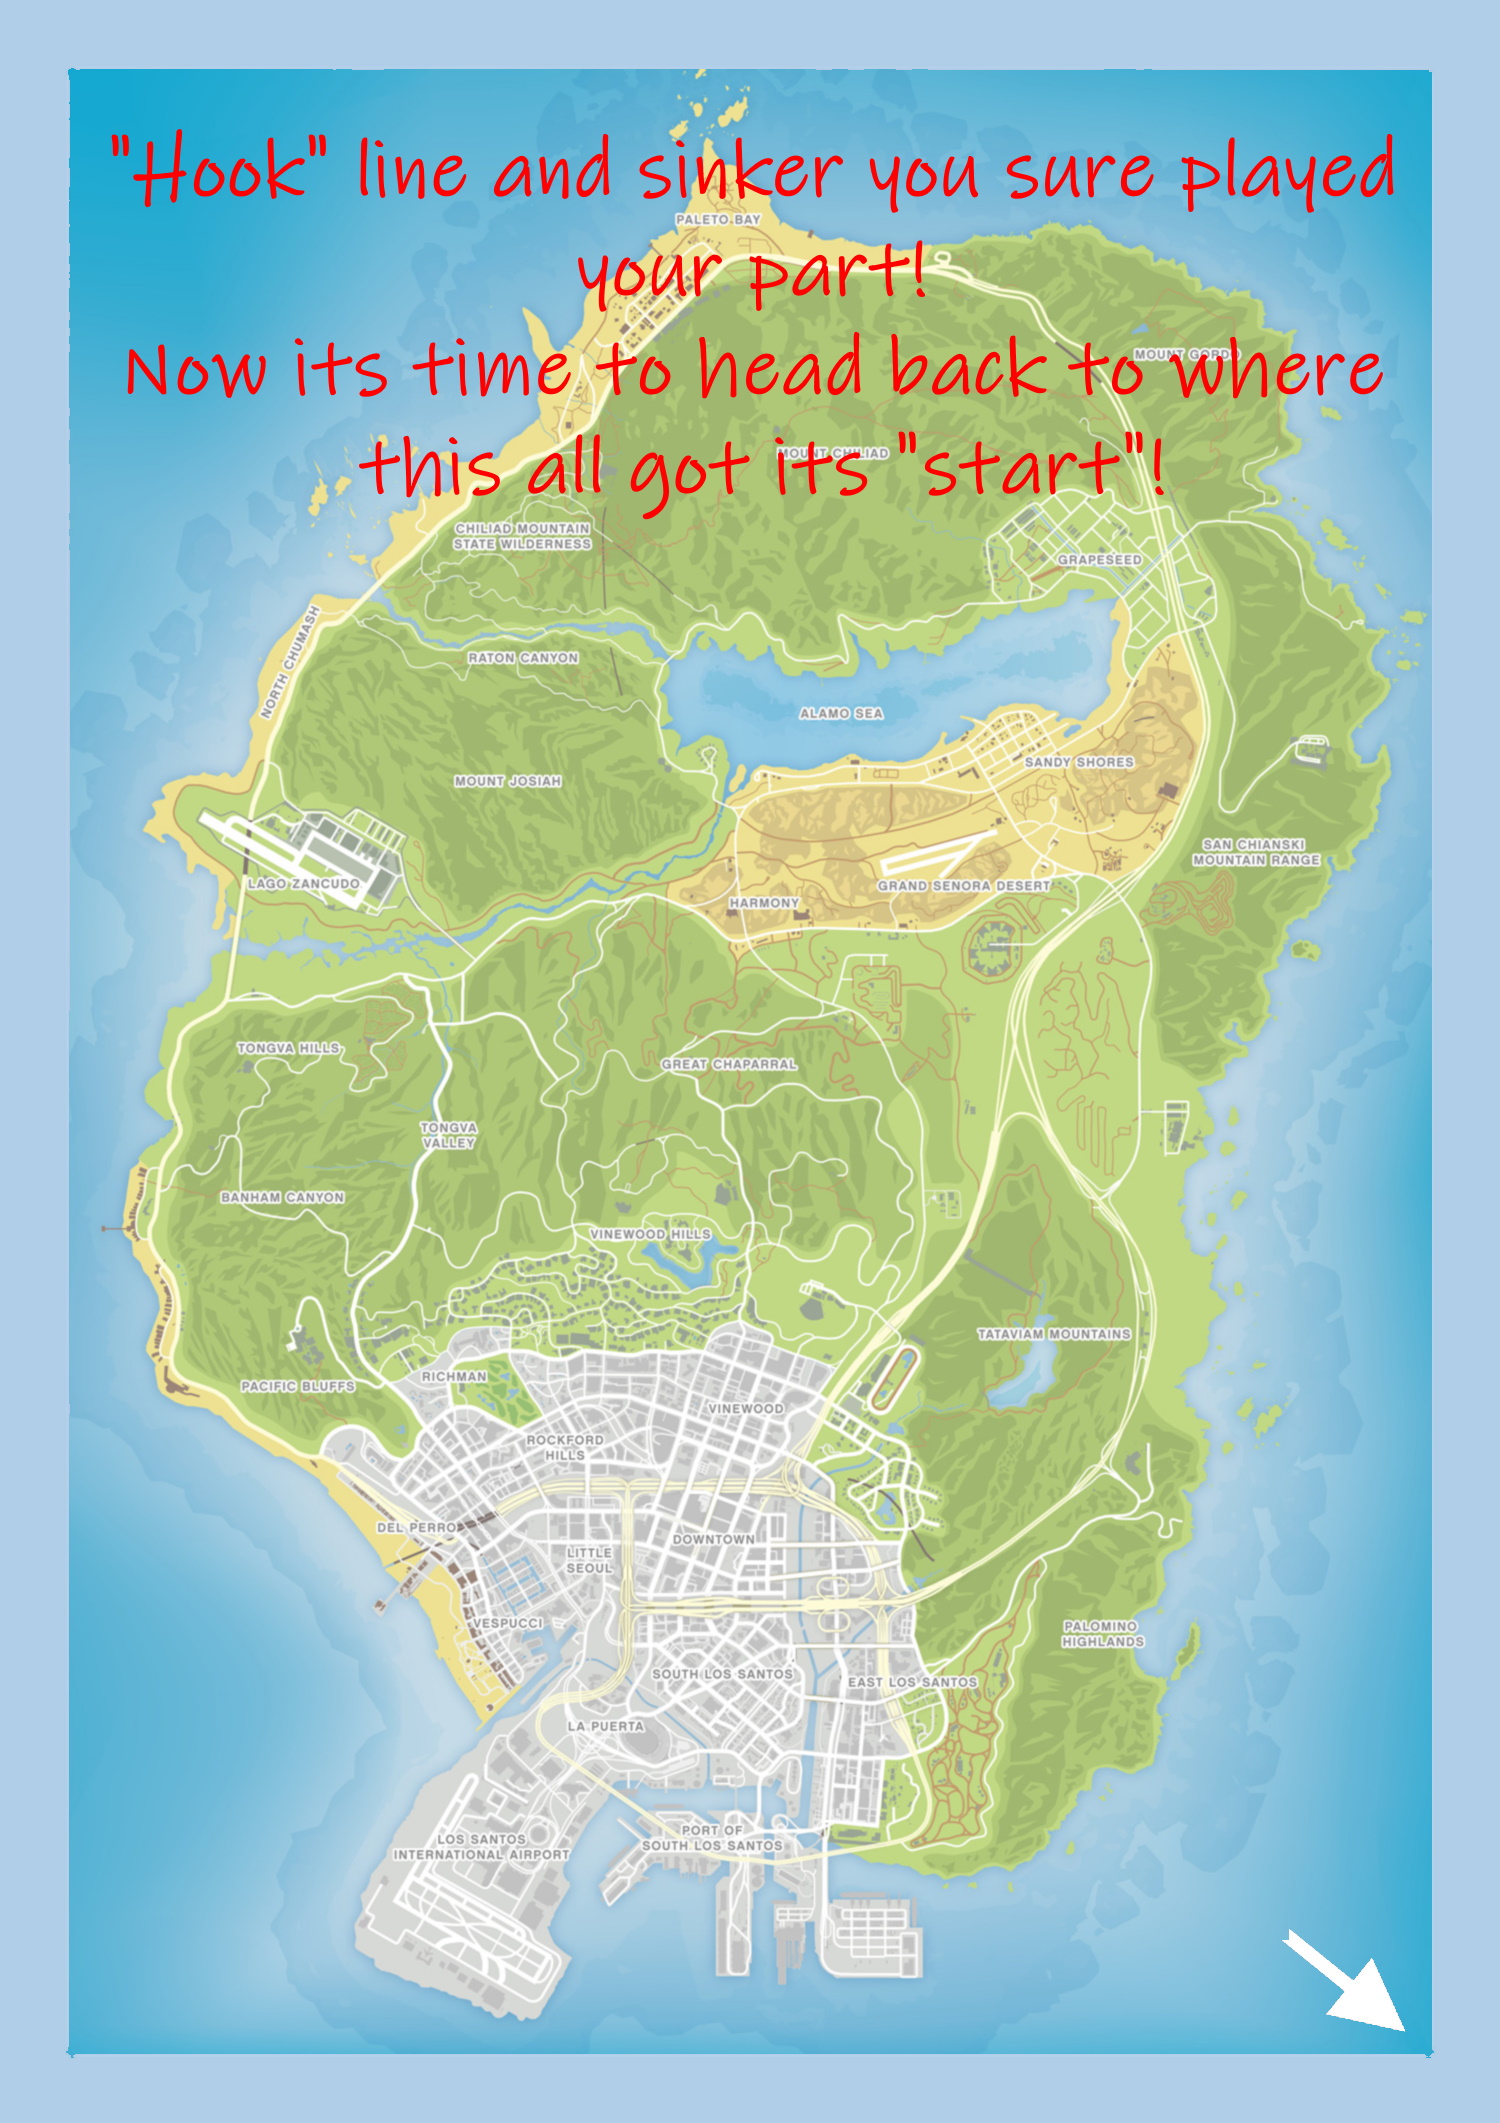 "Hook" line and sinker you sure played
your part!
Now its time to head back to where
this all got its "start"!
PALETO BAY
MOUNT GORDO
MOUNT CHILIAD
CHILIAD MOUNTAIN
STATE WILDERNESS
GRAPESEED
NORTH CHUMASH
RATON CANYON
ALAMO SEA
SANDY SHORES
MOUNT JOSIAH
SAN CHIANSKI
MOUNTAIN RANGE
LAGO ZANCUDO
GRAND SENORA DESERT
HARMONY
TONGVA HILLS
GREAT CHAPARRAL
TONGVA
VALLEY
BANHAM CANYON
VINEWOOD HILLS
TATAVIAM MOUNTAINS
PACIFIC BLUFFS
RICHMAN
VINEWOOD
ROCKFORD
HILLS
DEL PERRO
DOWNTOWN
LITTLE
SEOUL
VESPUCCI
PALOMINO
HIGHLANDS
SOUTH LOS SANTOS
EAST LOS SANTOS
LA PUERTA
PORT OF
SOUTH LOS SANTOS
LOS SANTOS
INTERNATIONAL AIRPORT